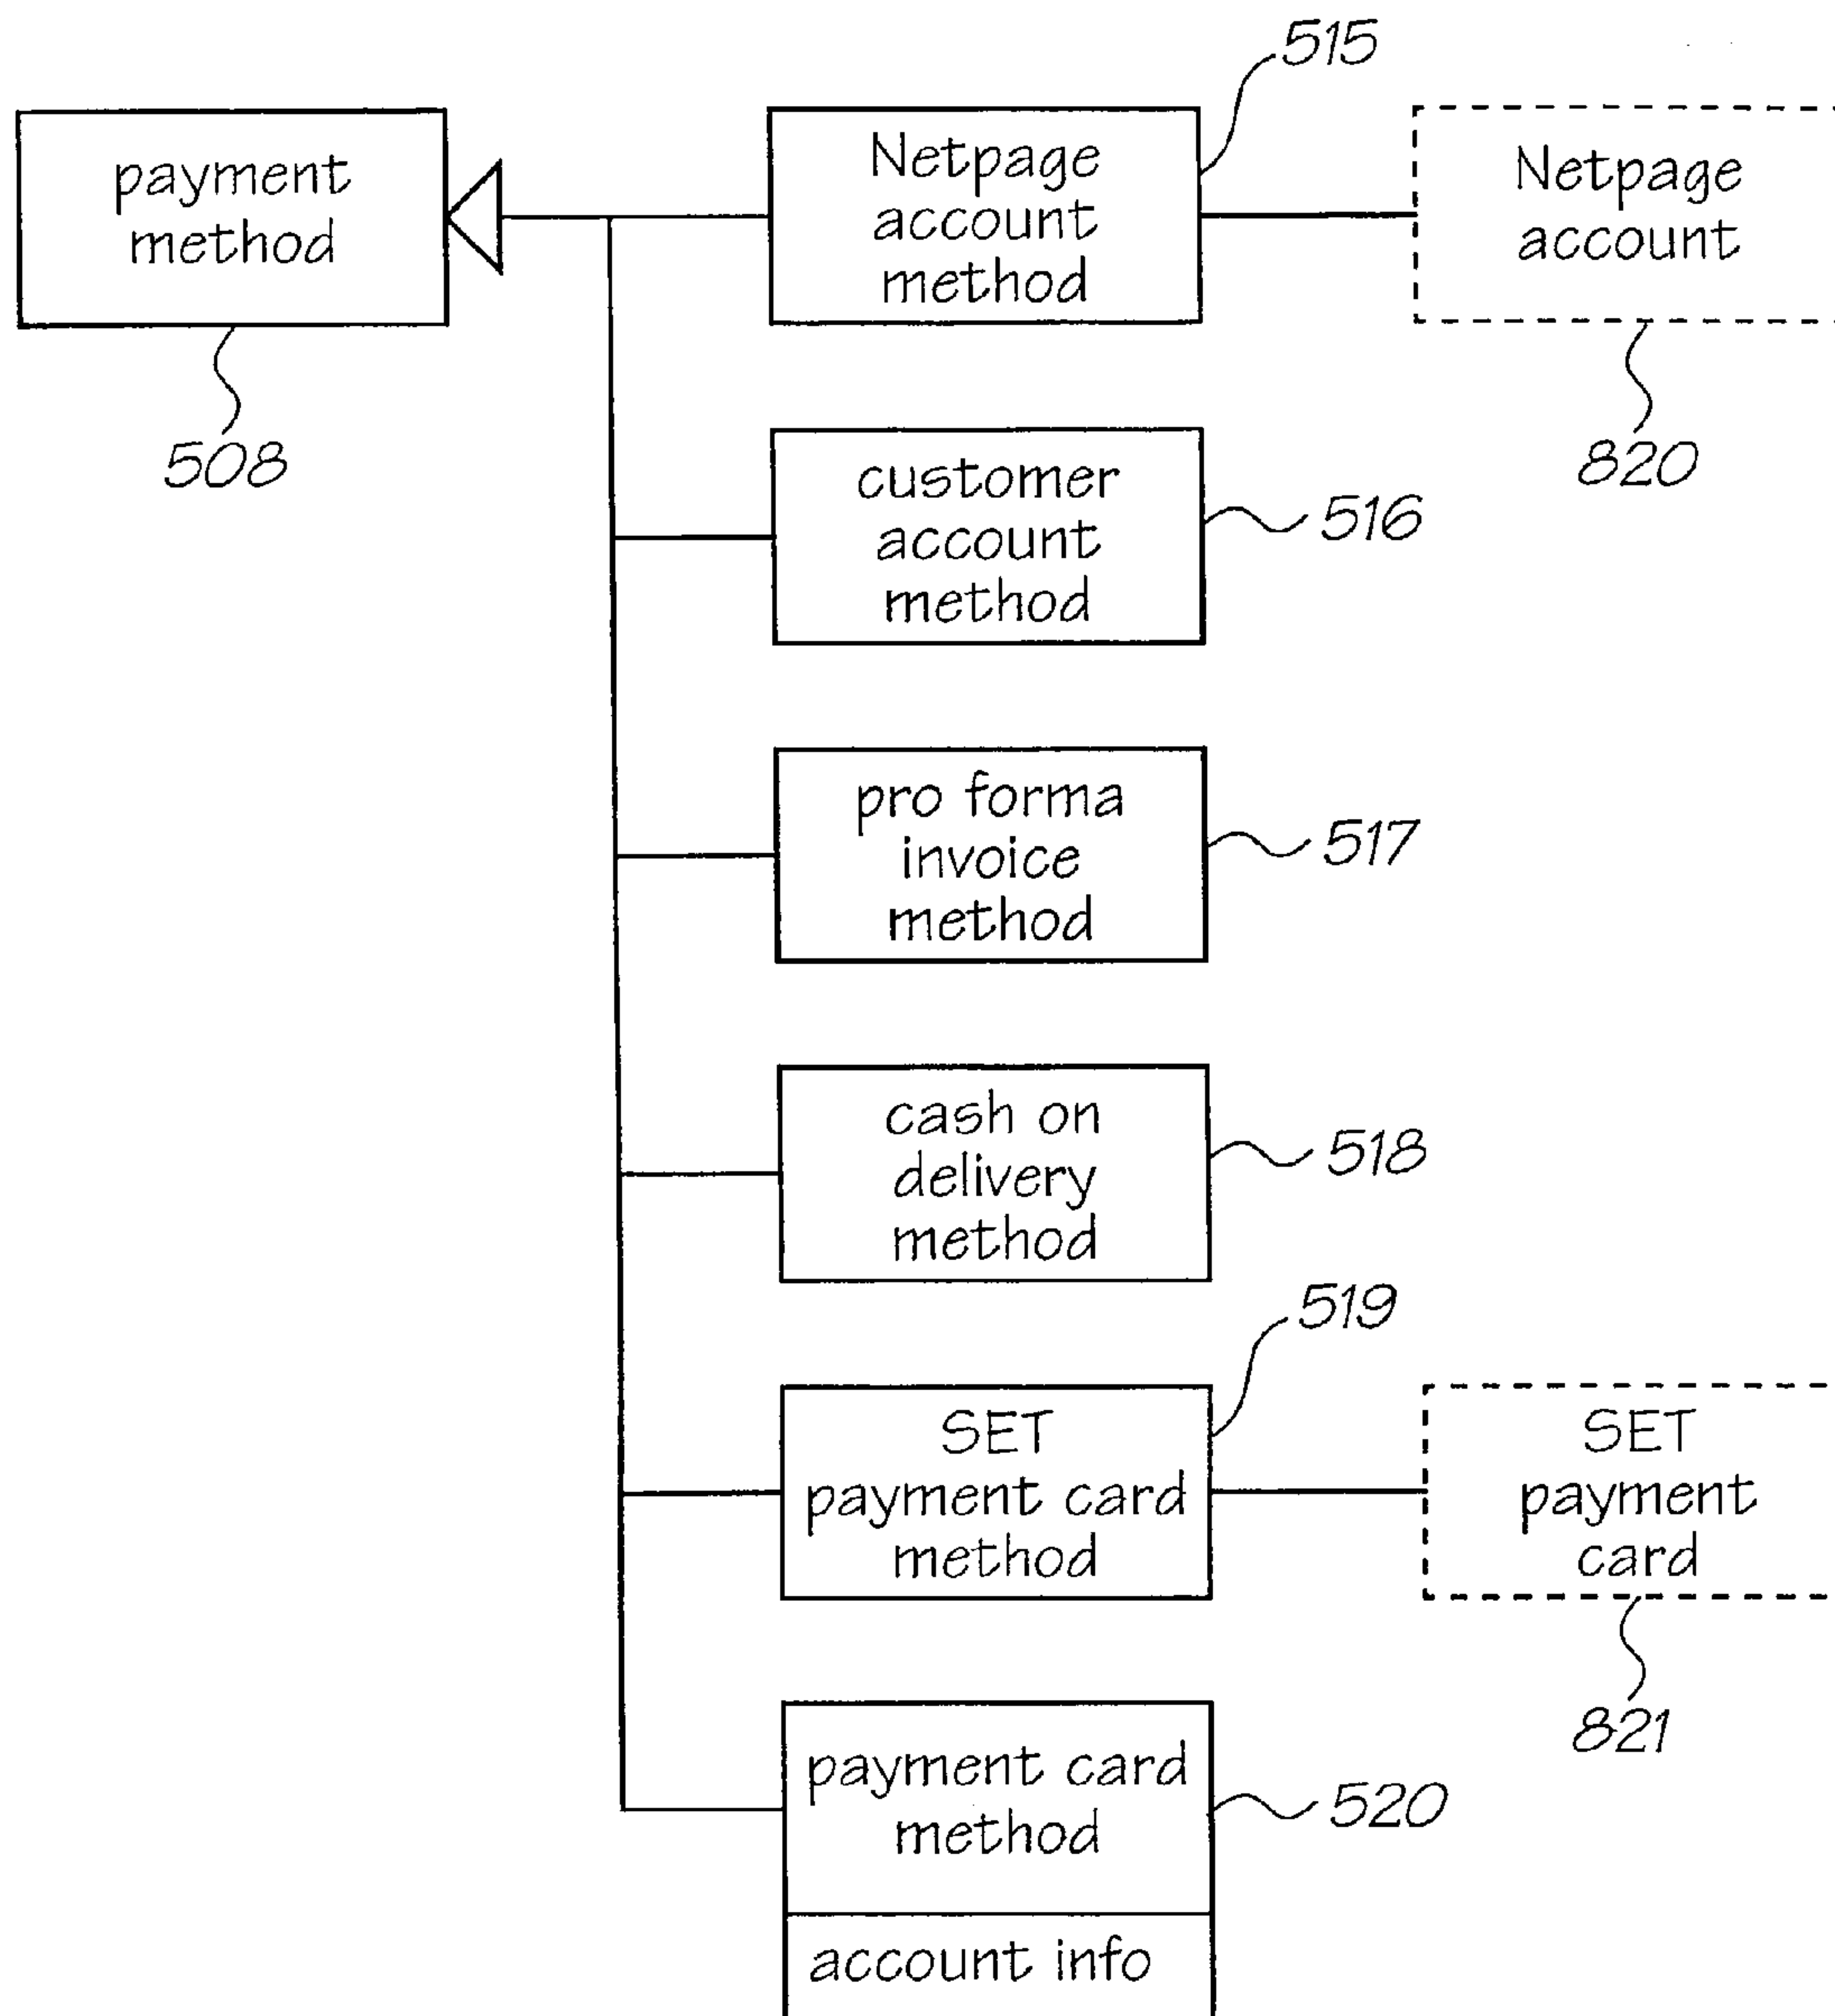 515
payment
method
508
Netpage
account
method
Netpage
account
820
customer
account
method
516
pro forma
invoice
method
517
cash on
delivery
method
518
519
SET
payment card
method
SET
payment
card
821
payment card
method
520
account info